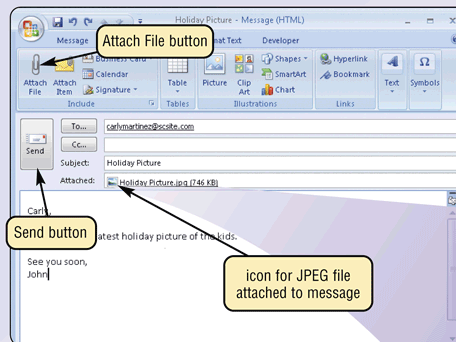 Holiday Picture - Message (HTML)
Message
Format Text
Developer
Attach File button
Attach
File
Attach
Item
Business Card
Calendar
Signature
Include
Table
Tables
Picture
Clip
Art
Shapes
SmartArt
Chart
Illustrations
Hyperlink
Bookmark
Links
Text
Symbols
Send
To...
carlymartinez@scsite.com
Cc...
Subject:
Holiday Picture
Attached:
Holiday Picture.jpg (746 KB)
Carly,
atest holiday picture of the kids.
See you soon,
John
Send button
icon for JPEG file
attached to message